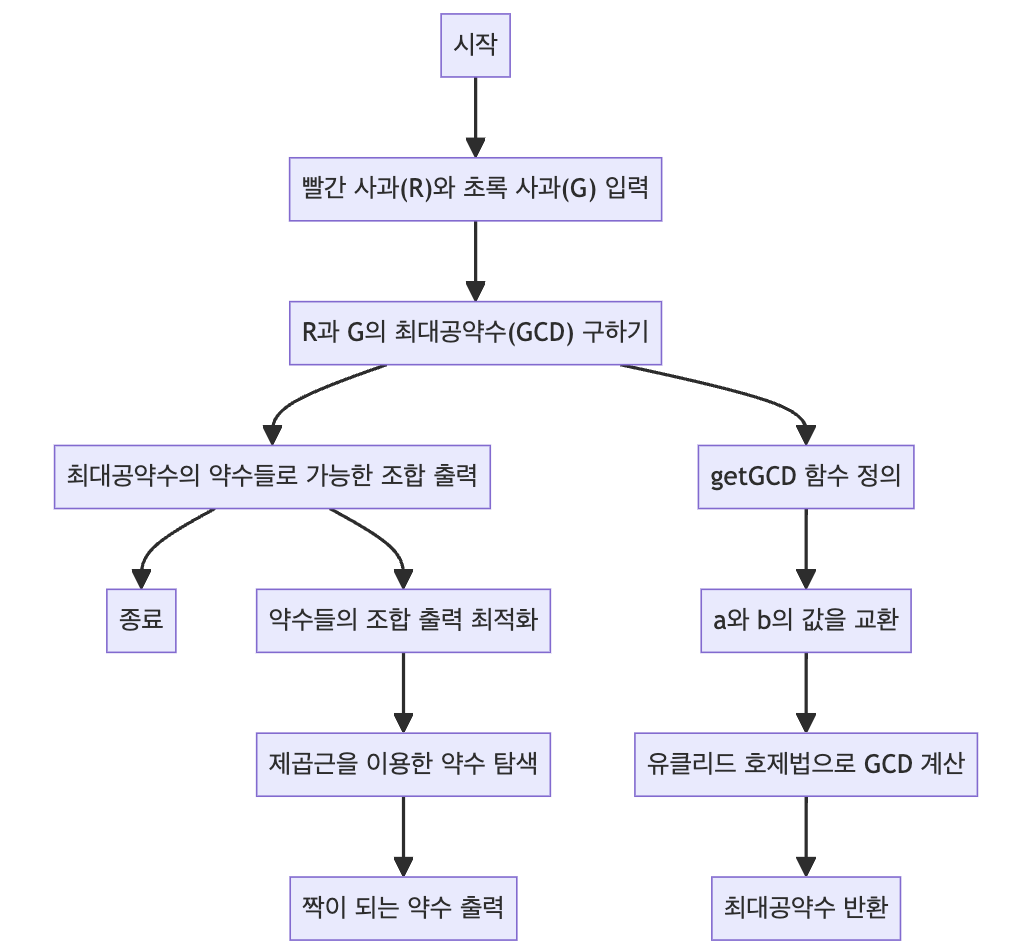 시작
빨간 사과(R)와 초록 사과(G) 입력
R과 G의 최대공약수(GCD) 구하기
최대공약수의 약수들로 가능한 조합 출력
getGCD 함수 정의
종료
약수들의 조합 출력 최적화
a와 b의 값을 교환
제곱근을 이용한 약수 탐색
유클리드 호제법으로 GCD 계산
짝이 되는 약수 출력
최대공약수 반환